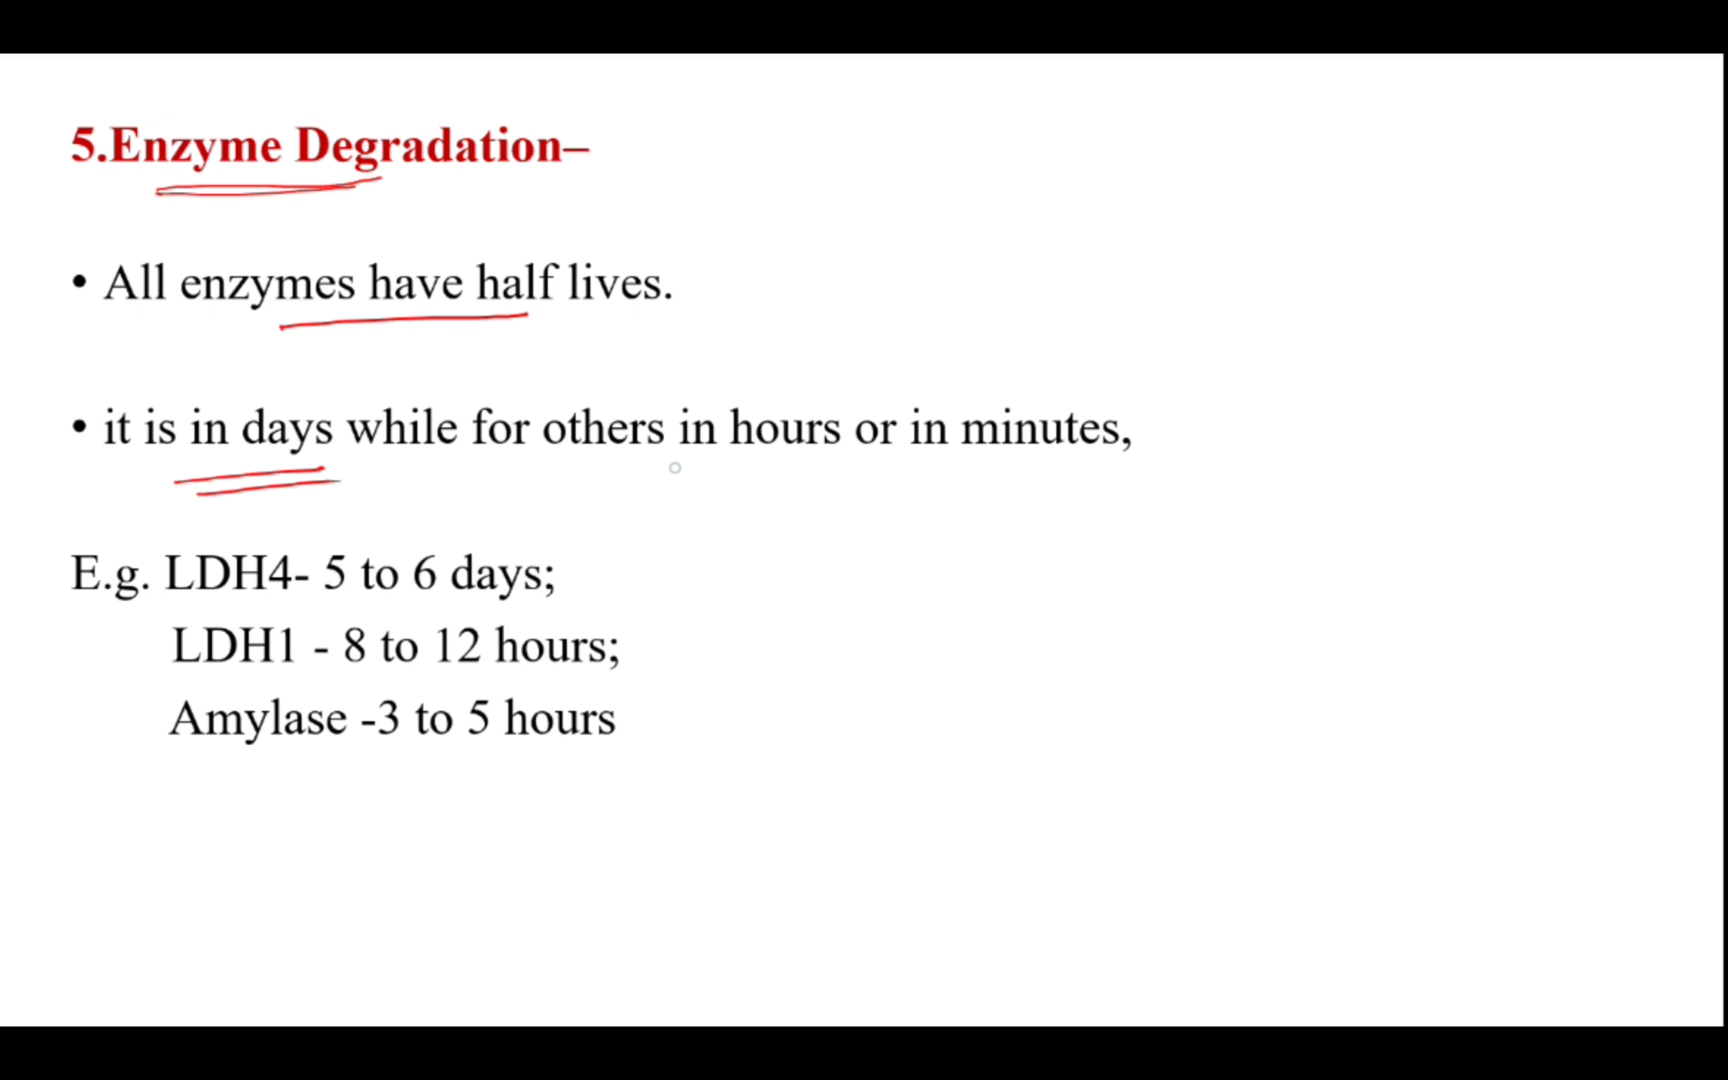 5.Enzyme Degradation–
• All enzymes have half lives.
• it is in days while for others in hours or in minutes,
E.g. LDH4- 5 to 6 days;
LDH1 - 8 to 12 hours;
Amylase -3 to 5 hours